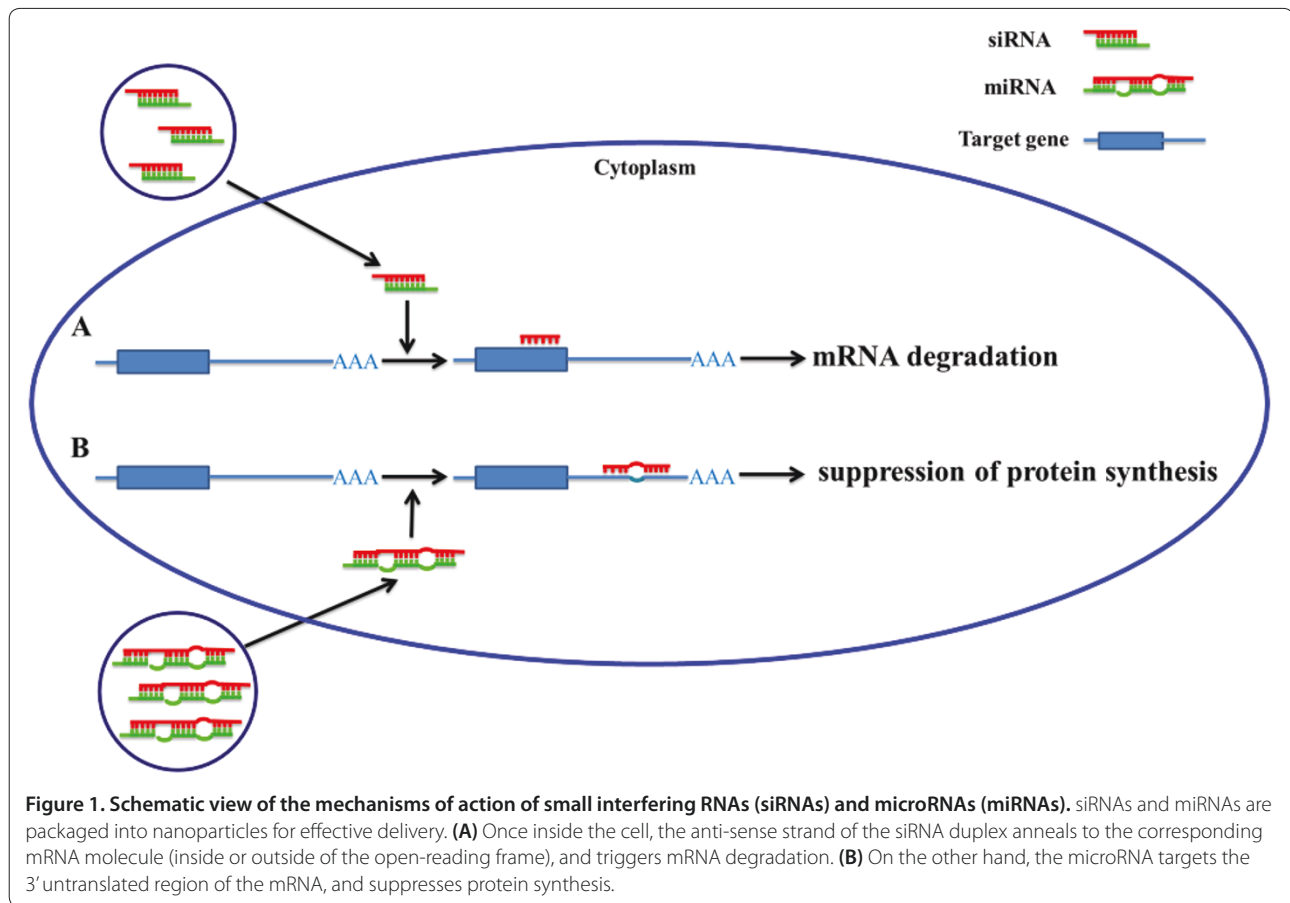 siRNA
miRNA
Target gene
Cytoplasm
A
AAA
AAA
mRNA degradation
B
AAA
AAA
suppression of protein synthesis
Figure 1. Schematic view of the mechanisms of action of small interfering RNAs (siRNAs) and microRNAs (miRNAs). siRNAs and miRNAs are
packaged into nanoparticles for effective delivery. (A) Once inside the cell, the anti-sense strand of the siRNA duplex anneals to the corresponding
mRNA molecule (inside or outside of the open-reading frame), and triggers mRNA degradation. (B) On the other hand, the microRNA targets the
3’ untranslated region of the mRNA, and suppresses protein synthesis.